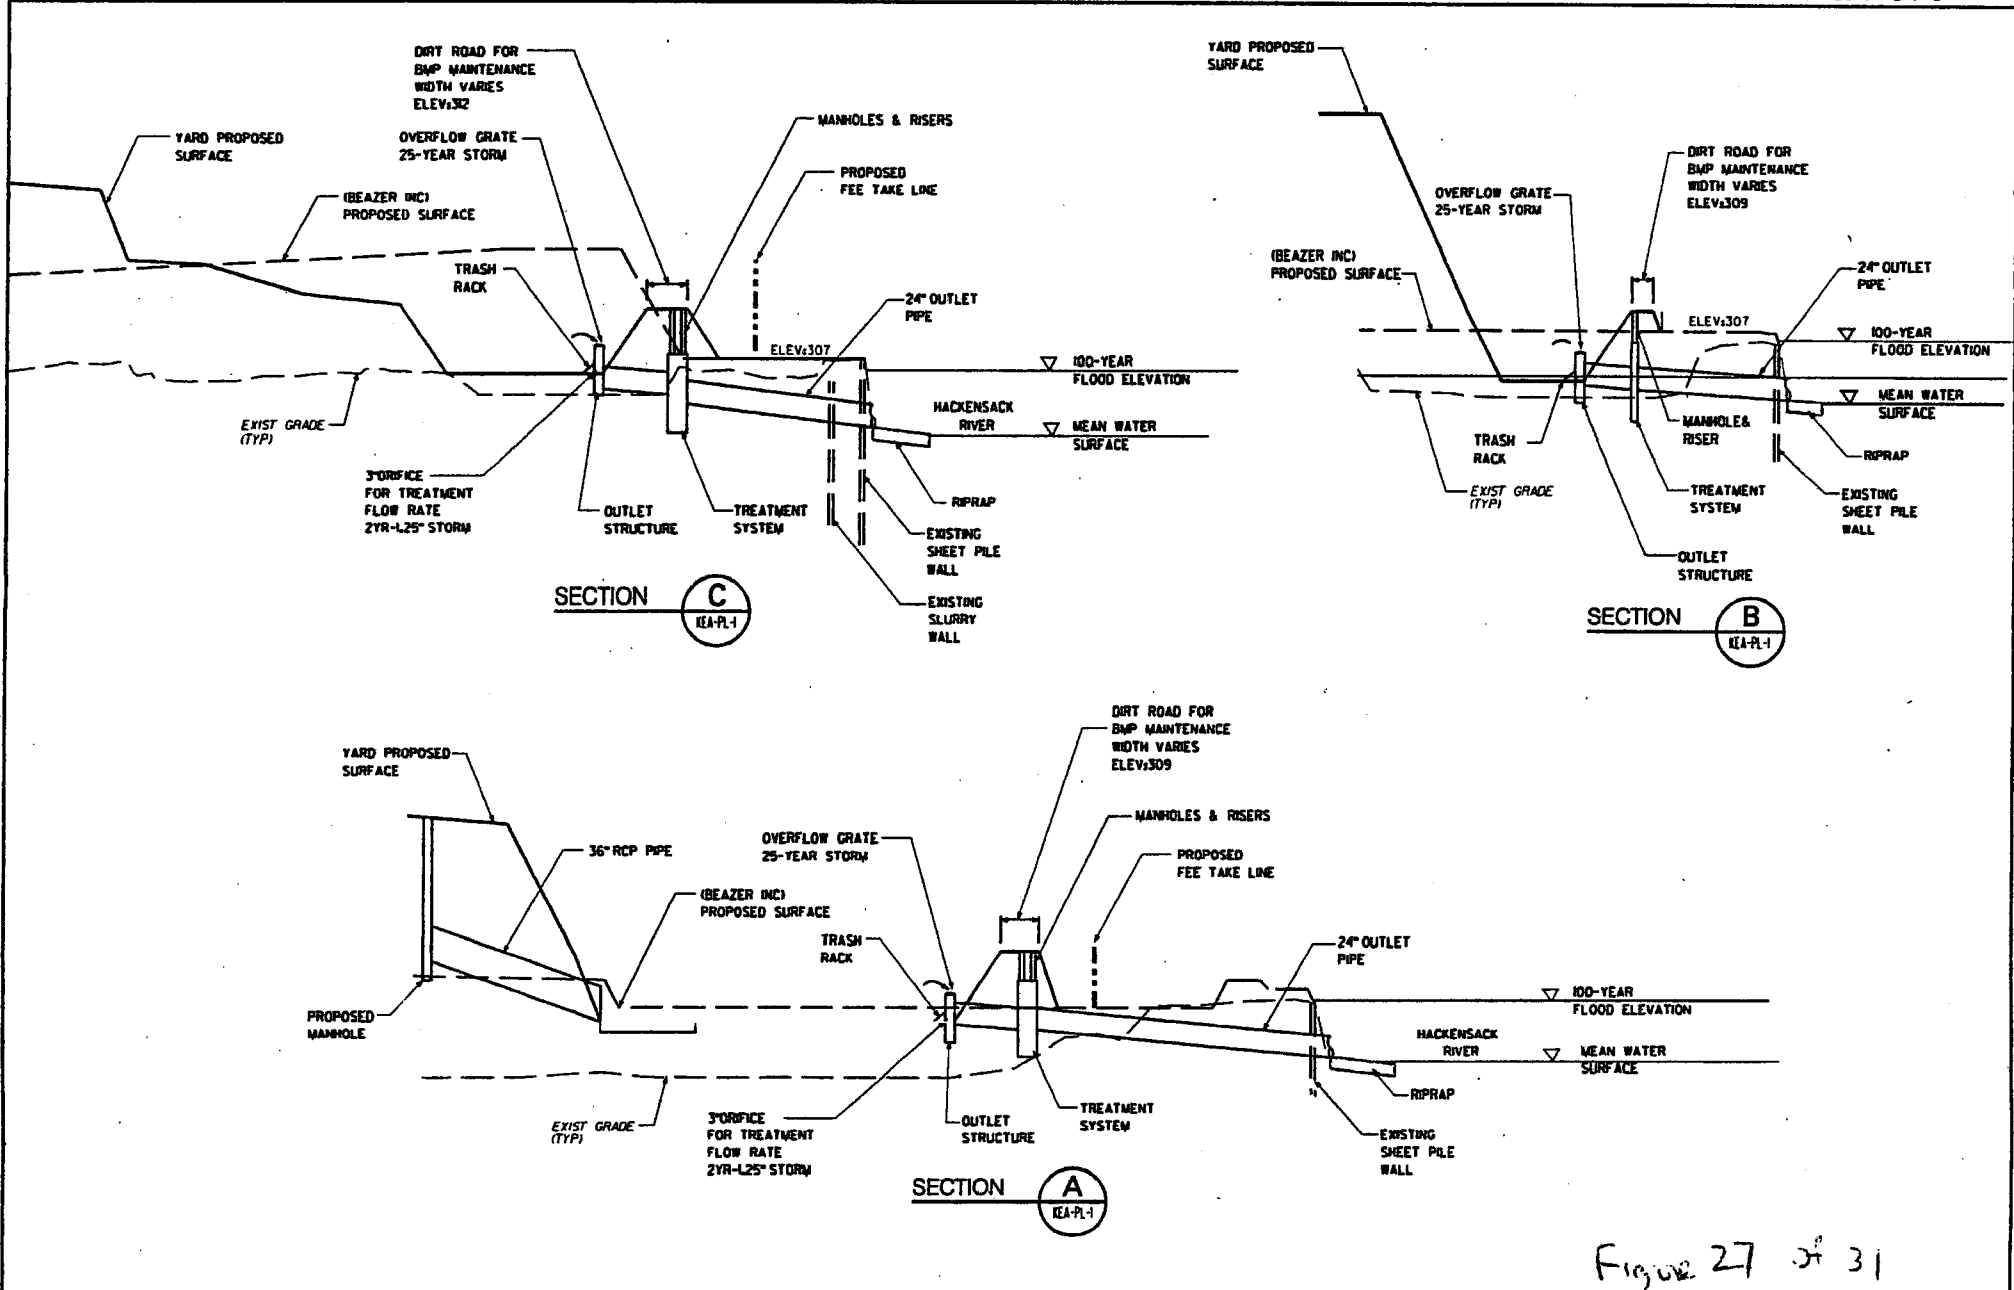 DIRT ROAD FOR
BMP MAINTENANCE
WIDTH VARIES
ELEV:312
OVERFLOW GRATE
25-YEAR STORM
YARD PROPOSED
SURFACE
(BEAZER INC)
PROPOSED SURFACE
TRASH
RACK
MANHOLES & RISERS
PROPOSED
FEE TAKE LINE
24" OUTLET
PIPE
ELEV:307
100-YEAR
FLOOD ELEVATION
HACKENSACK
RIVER
MEAN WATER
SURFACE
EXIST GRADE
(TYP)
3"ORIFICE
FOR TREATMENT
FLOW RATE
2YR-1.25" STORM
OUTLET
STRUCTURE
TREATMENT
SYSTEM
RIPRAP
EXISTING
SHEET PILE
WALL
EXISTING
SLURRY
WALL
SECTION C
KEA-PL-1
YARD PROPOSED
SURFACE
DIRT ROAD FOR
BMP MAINTENANCE
WIDTH VARIES
ELEV:309
OVERFLOW GRATE
25-YEAR STORM
(BEAZER INC)
PROPOSED SURFACE
24" OUTLET
PIPE
ELEV:307
100-YEAR
FLOOD ELEVATION
MEAN WATER
SURFACE
TRASH
RACK
MANHOLE&
RISER
RIPRAP
EXIST GRADE
(TYP)
TREATMENT
SYSTEM
EXISTING
SHEET PILE
WALL
OUTLET
STRUCTURE
SECTION B
KEA-PL-1
DIRT ROAD FOR
BMP MAINTENANCE
WIDTH VARIES
ELEV:309
YARD PROPOSED
SURFACE
36" RCP PIPE
OVERFLOW GRATE
25-YEAR STORM
MANHOLES & RISERS
PROPOSED
FEE TAKE LINE
(BEAZER INC)
PROPOSED SURFACE
TRASH
RACK
24" OUTLET
PIPE
100-YEAR
FLOOD ELEVATION
PROPOSED
MANHOLE
HACKENSACK
RIVER
MEAN WATER
SURFACE
RIPRAP
EXIST GRADE
(TYP)
3"ORIFICE
FOR TREATMENT
FLOW RATE
2YR-1.25" STORM
OUTLET
STRUCTURE
TREATMENT
SYSTEM
EXISTING
SHEET PILE
WALL
SECTION A
KEA-PL-1
Figure 27 of 31